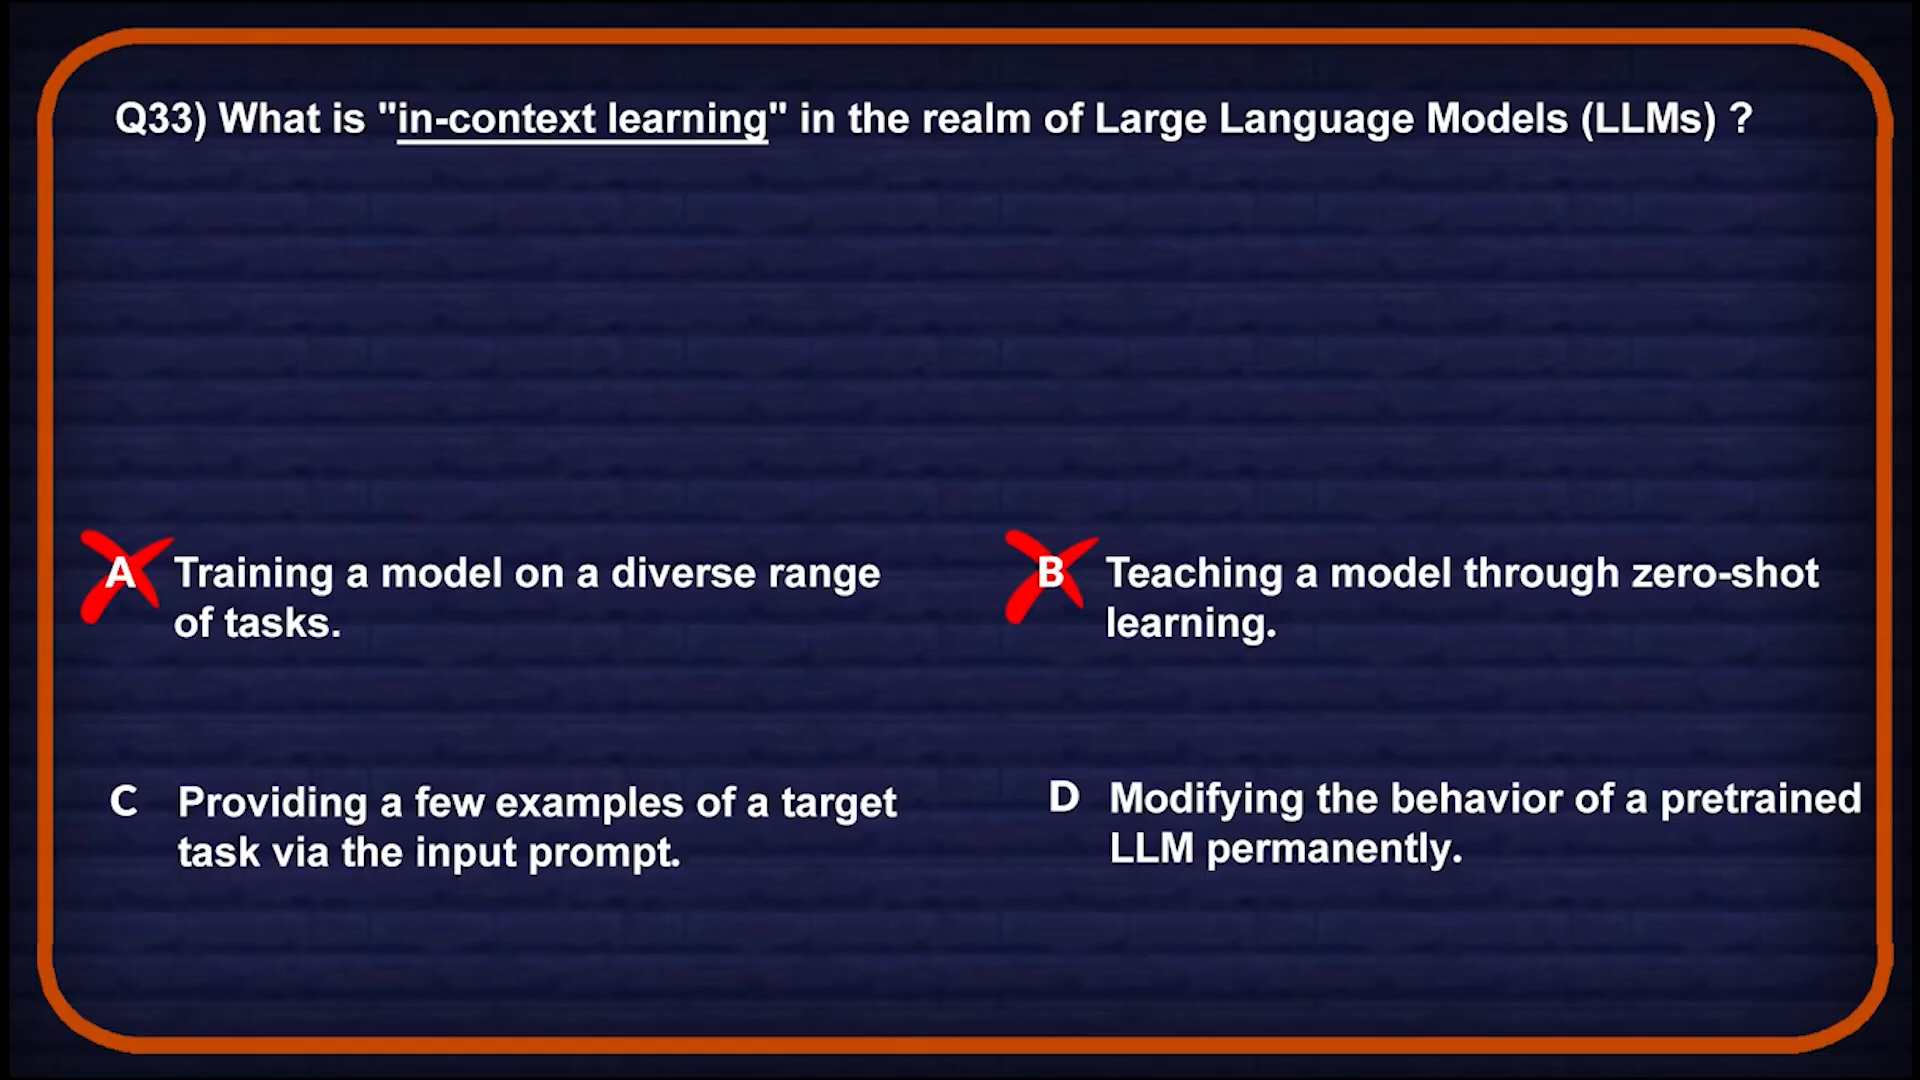 Q33) What is "in-context learning" in the realm of Large Language Models (LLMs) ?
A Training a model on a diverse range
of tasks.
B Teaching a model through zero-shot
learning.
C Providing a few examples of a target
task via the input prompt.
D Modifying the behavior of a pretrained
LLM permanently.